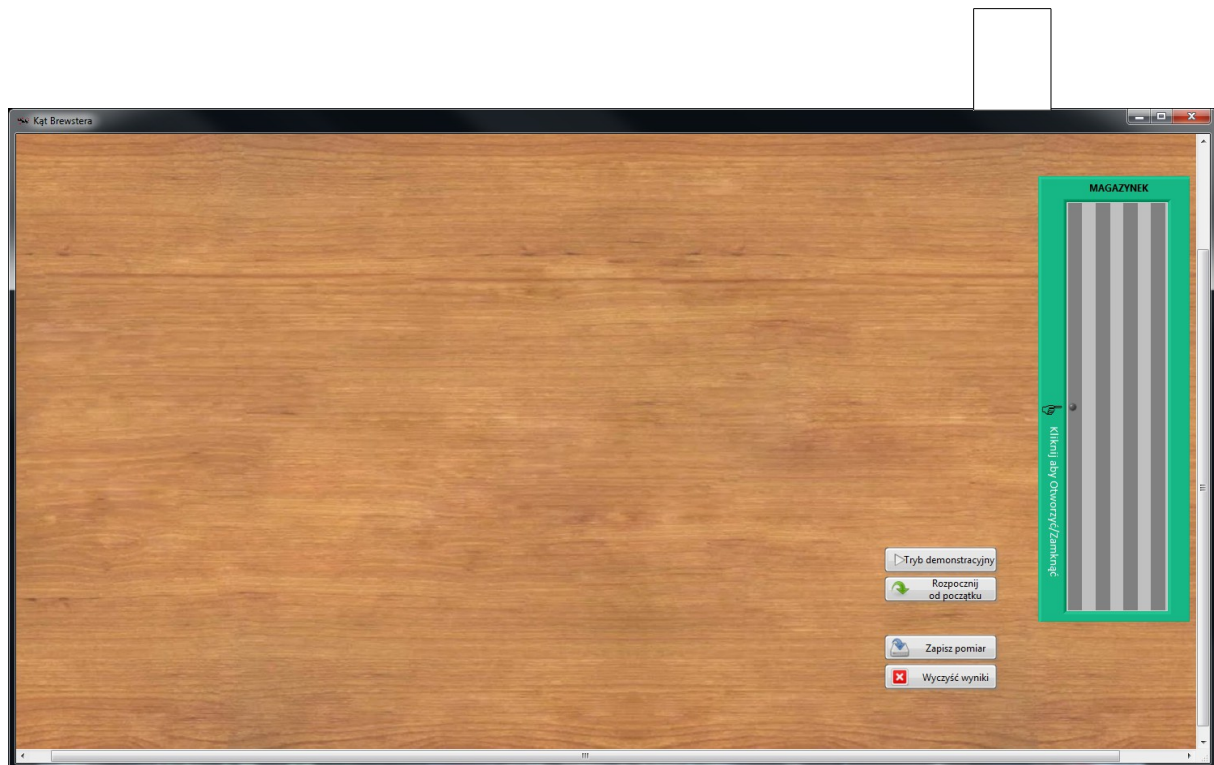 Kąt Brewstera
MAGAZYNEK
Kliknij aby Otworzyć/Zamknąć
Tryb demonstracyjny
Rozpocznij
od początku
Zapisz pomiar
Wyczyść wyniki